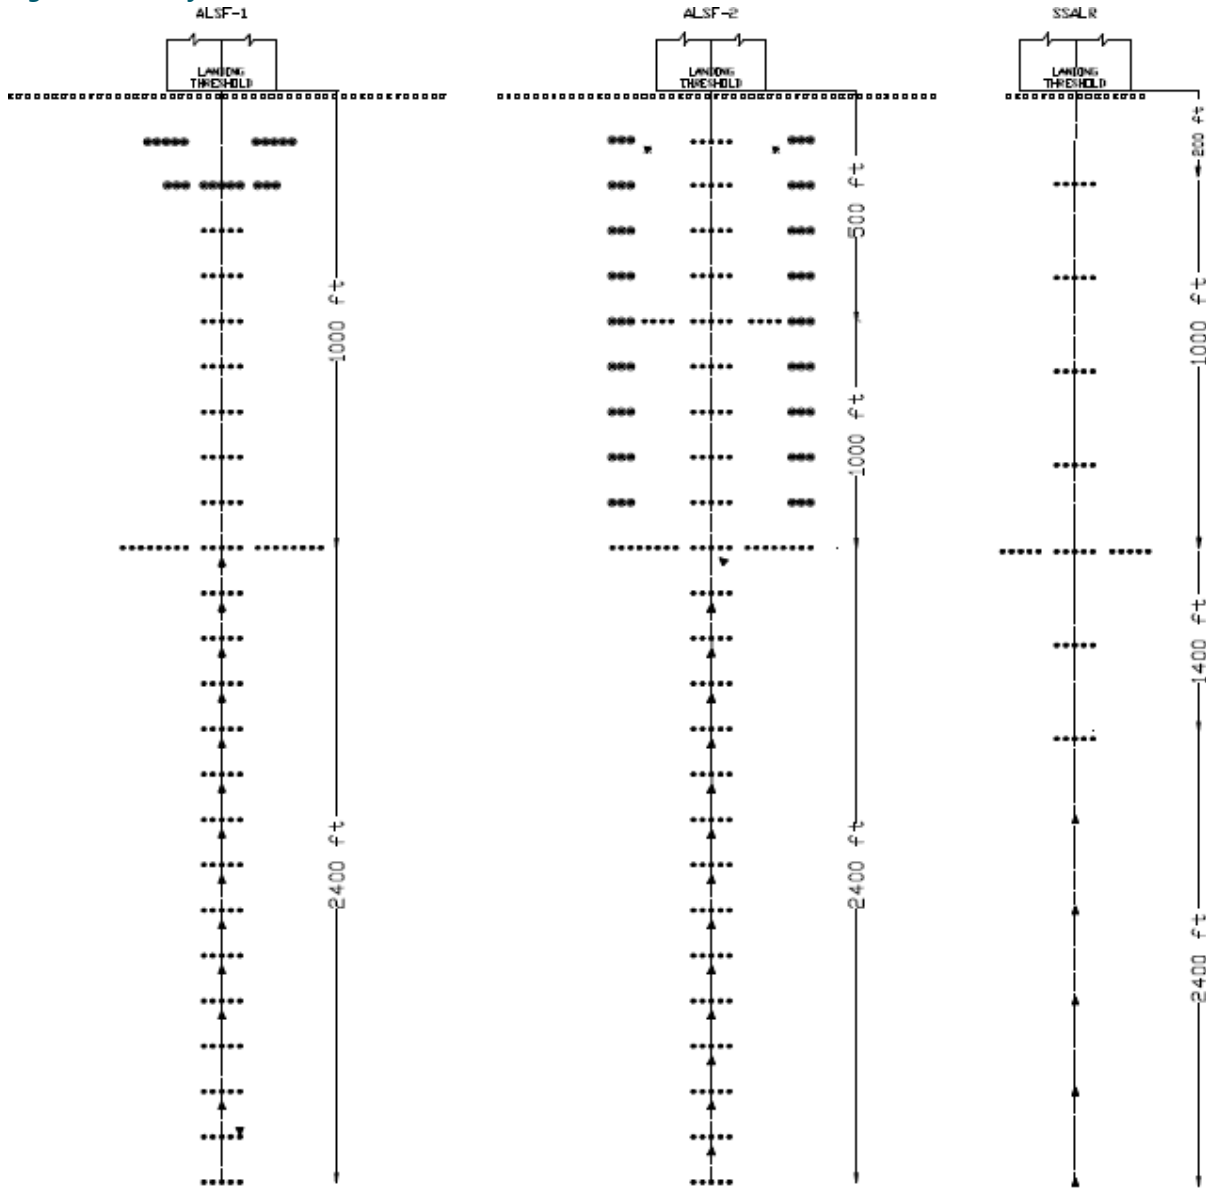 ALSF-1
ALSF-2
SSALR
LANDING
THRESHOLD
LANDING
THRESHOLD
LANDING
THRESHOLD
200 ft
500 ft
1000 ft
1000 ft
1000 ft
1400 ft
2400 ft
2400 ft
2400 ft